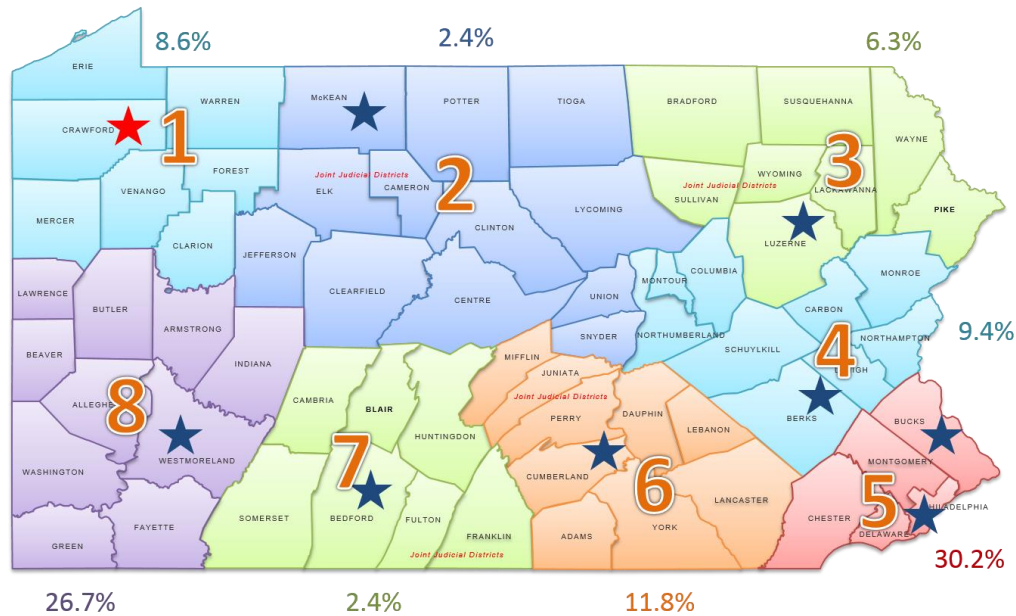 8.6%
2.4%
6.3%
ERIE
WARREN
McKEAN
POTTER
TIOGA
BRADFORD
SUSQUEHANNA
CRAWFORD
1
WAYNE
FOREST
VENANGO
Joint Judicial Districts
ELK
CAMERON
2
WYOMING
3
LACKAWANNA
Joint Judicial Districts
SULLIVAN
PIKE
MERCER
CLARION
LYCOMING
CLINTON
LUZERNE
JEFFERSON
COLUMBIA
MONROE
MONTOUR
LAWRENCE
CLEARFIELD
CENTRE
UNION
BUTLER
CARBON
ARMSTRONG
SNYDER
NORTHUMBERLAND
NORTHAMPTON
9.4%
BEAVER
INDIANA
MIFFLIN
SCHUYLKILL
4
JUNIATA
Joint Judicial Districts
CAMBRIA
BLAIR
8
PERRY
DAUPHIN
BERKS
BUCKS
LEBANON
HUNTINGDON
WESTMORELAND
7
MONTGOMERY
WASHINGTON
CUMBERLAND
6
5
LANCASTER
SOMERSET
BEDFORD
FULTON
CHESTER
FAYETTE
YORK
ADAMS
FRANKLIN
DELAWARE
GREEN
Joint Judicial Districts
30.2%
26.7%
2.4%
11.8%